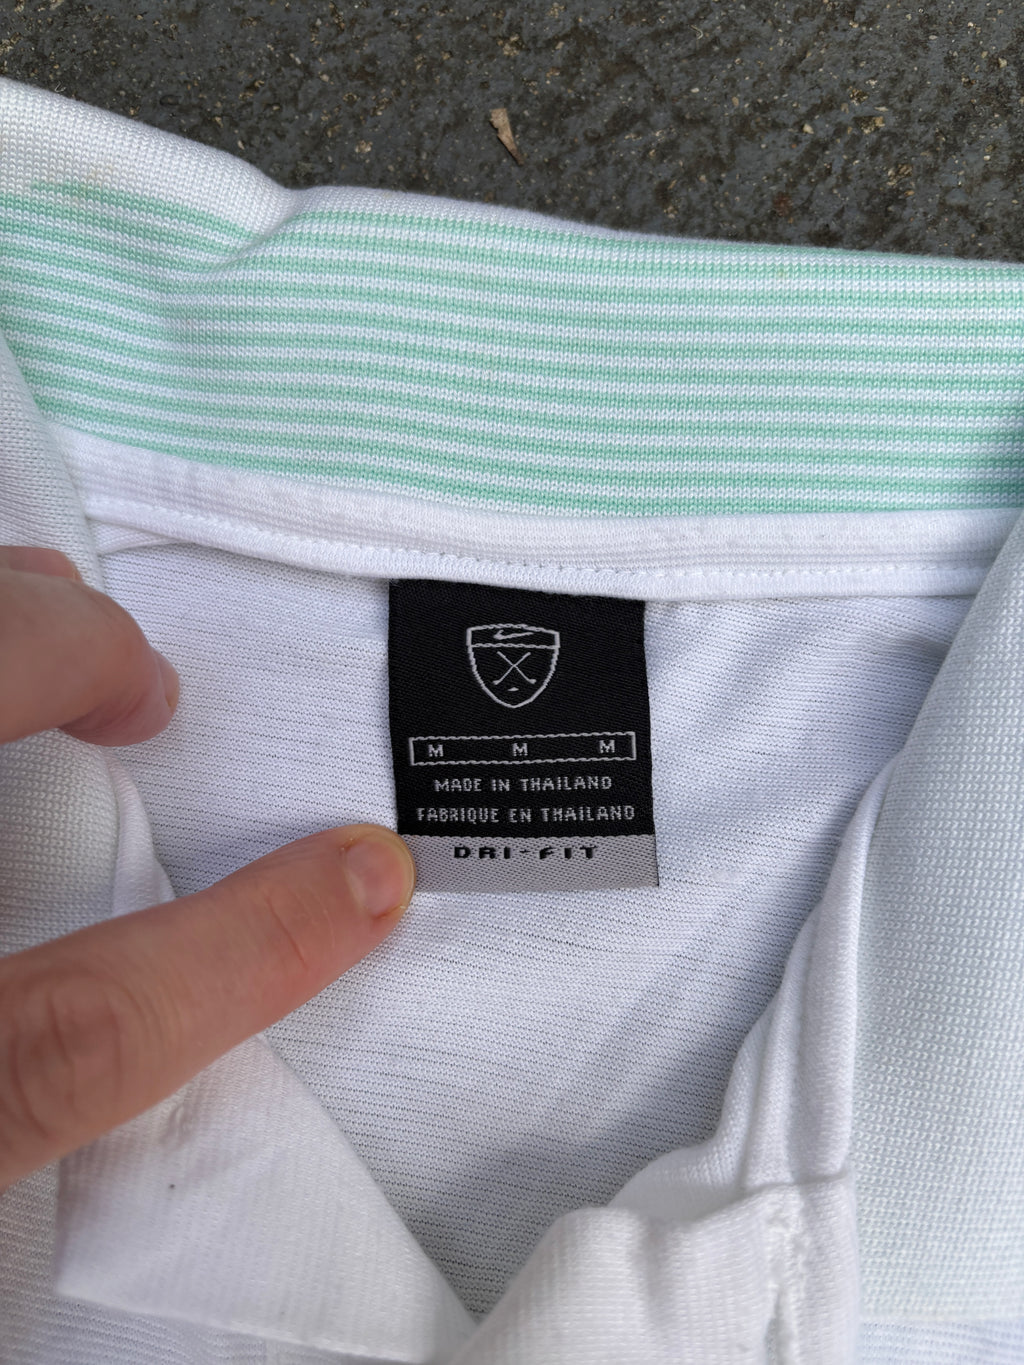 M M M
MADE IN THAILAND
FABRIQUE EN THAILAND
DRI-FIT